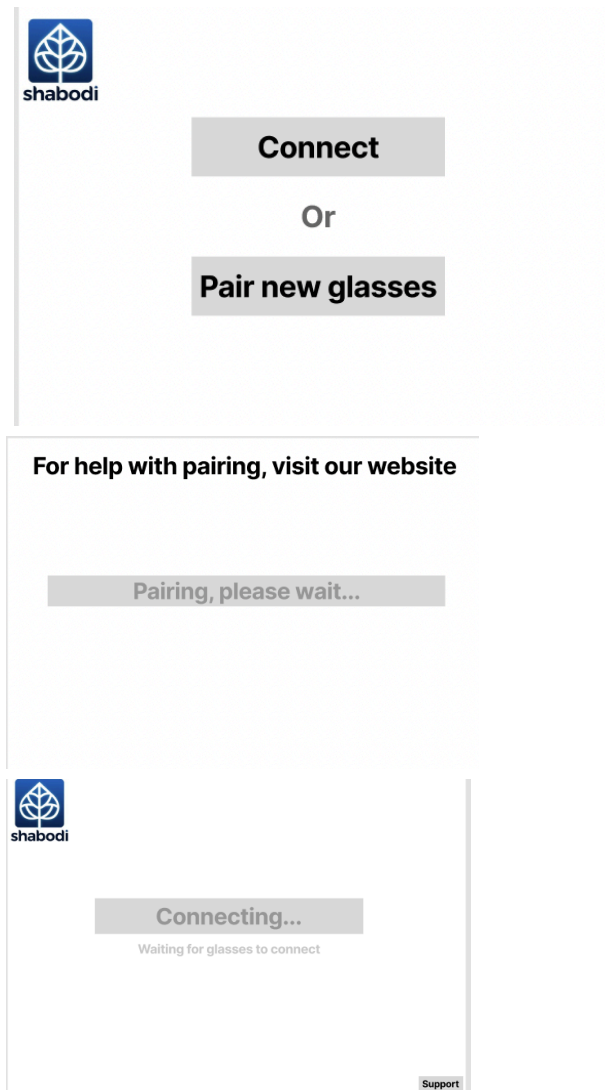 shabodi
Connect
Or
Pair new glasses
For help with pairing, visit our website
Pairing, please wait...
shabodi
Connecting...
Waiting for glasses to connect
Support